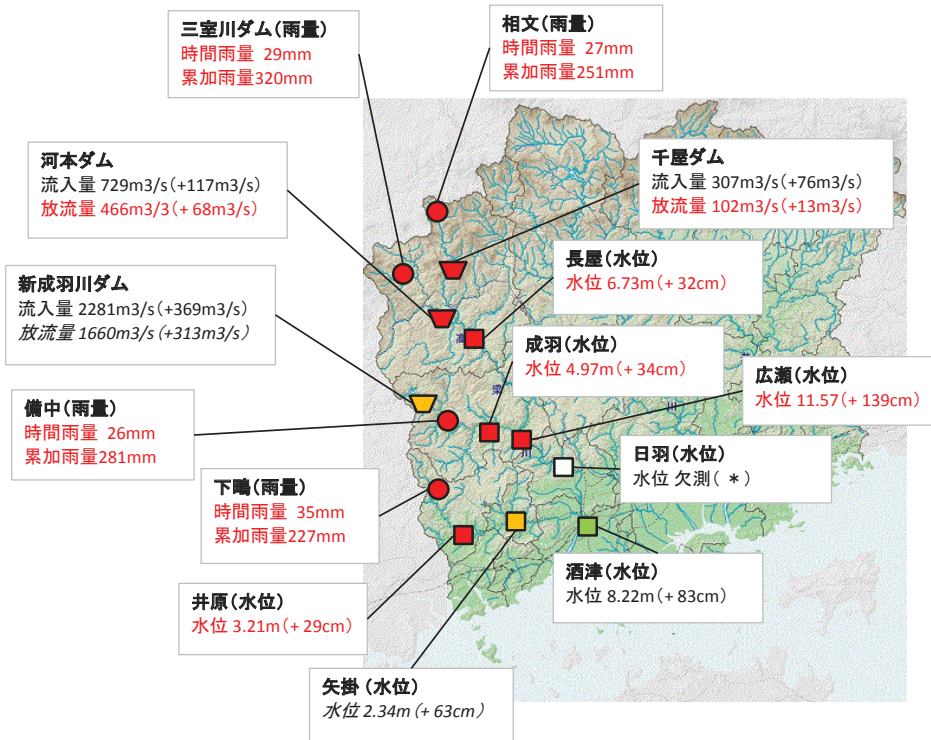 三室川ダム(雨量)
時間雨量 29mm
累加雨量320mm
相文(雨量)
時間雨量 27mm
累加雨量251mm
河本ダム
流入量 729m3/s(+117m3/s)
放流量 466m3/3(+ 68m3/s)
千屋ダム
流入量 307m3/s(+76m3/s)
放流量 102m3/s(+13m3/s)
長屋(水位)
水位 6.73m(+ 32cm)
新成羽川ダム
流入量 2281m3/s(+369m3/s)
放流量 1660m3/s(+313m3/s)
成羽(水位)
水位 4.97m(+ 34cm)
広瀬(水位)
水位 11.57(+ 139cm)
備中(雨量)
時間雨量 26mm
累加雨量281mm
日羽(水位)
水位 欠測( *)
下鴫(雨量)
時間雨量 35mm
累加雨量227mm
酒津(水位)
水位 8.22m(+ 83cm)
井原(水位)
水位 3.21m(+ 29cm)
矢掛(水位)
水位 2.34m(+ 63cm)
高
梁
川
川